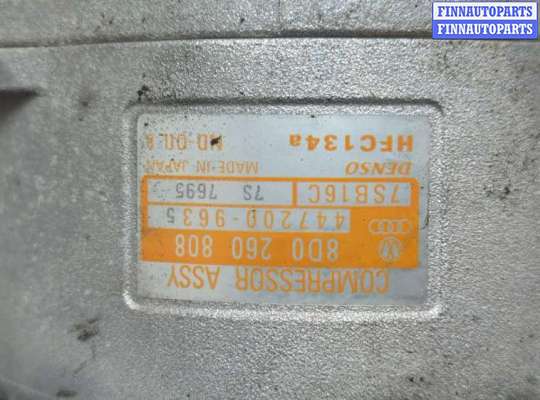 FINNAUTOPARTS
FINNAUTOPARTS
COMPRESSOR ASSY
8D0 260 808
447200-9635
7SB16C 7S 7695
DENSO MADE IN JAPAN
HFC134a ND-OIL 8